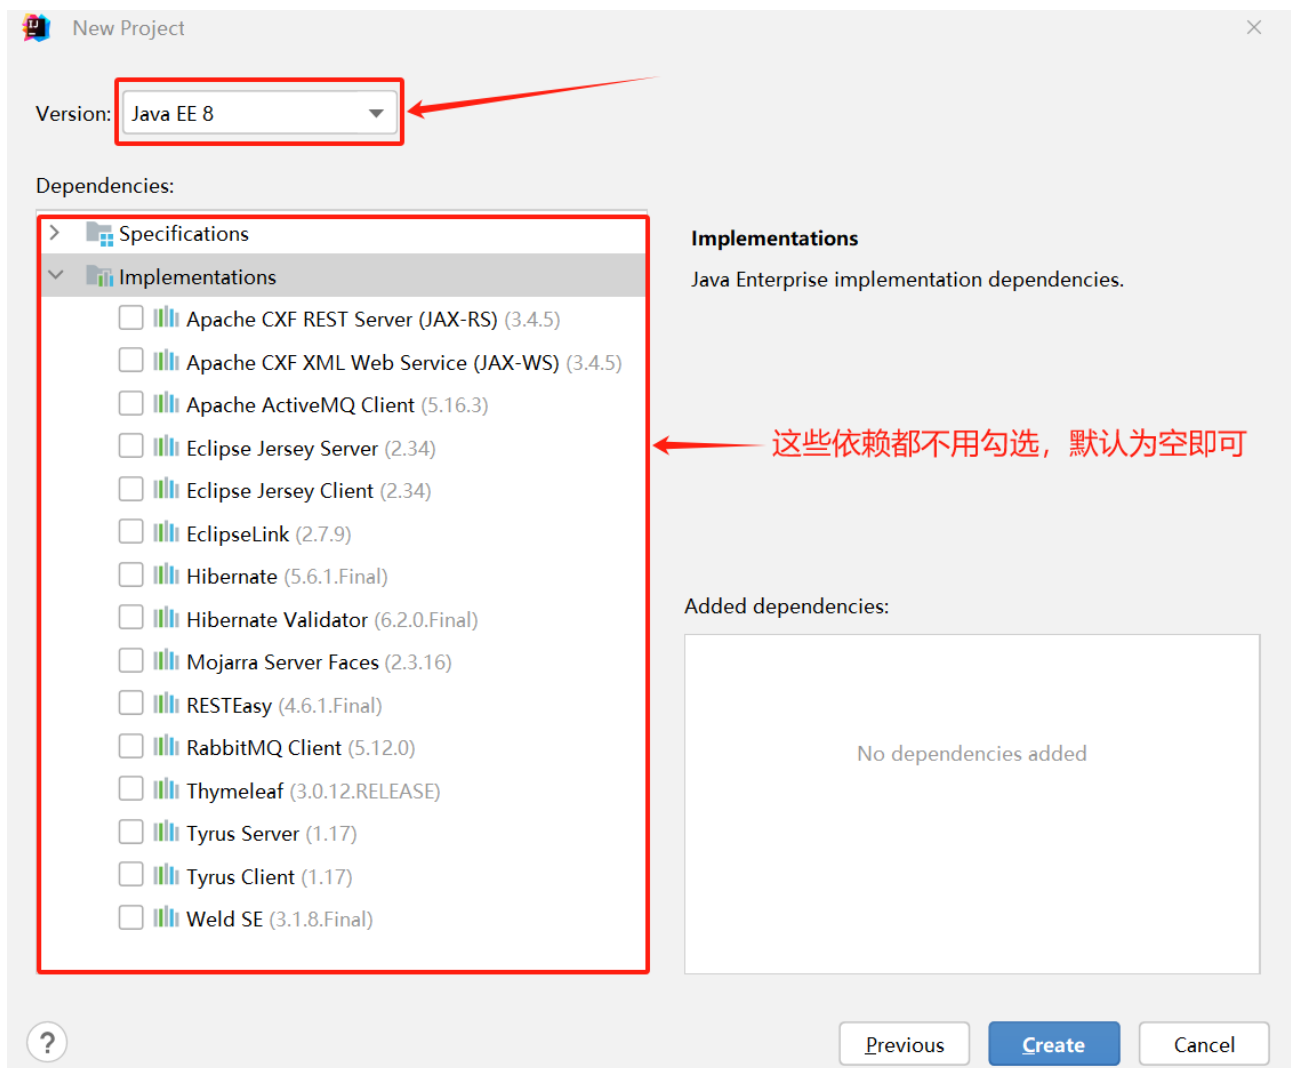 New Project
Version: Java EE 8
Dependencies:
Specifications
Implementations
Apache CXF REST Server (JAX-RS) (3.4.5)
Apache CXF XML Web Service (JAX-WS) (3.4.5)
Apache ActiveMQ Client (5.16.3)
Eclipse Jersey Server (2.34)
Eclipse Jersey Client (2.34)
EclipseLink (2.7.9)
Hibernate (5.6.1.Final)
Hibernate Validator (6.2.0.Final)
Mojarra Server Faces (2.3.16)
RESTEasy (4.6.1.Final)
RabbitMQ Client (5.12.0)
Thymeleaf (3.0.12.RELEASE)
Tyrus Server (1.17)
Tyrus Client (1.17)
Weld SE (3.1.8.Final)
Implementations
Java Enterprise implementation dependencies.
这些依赖都不用勾选，默认为空即可
Added dependencies:
No dependencies added
?
Previous
Create
Cancel